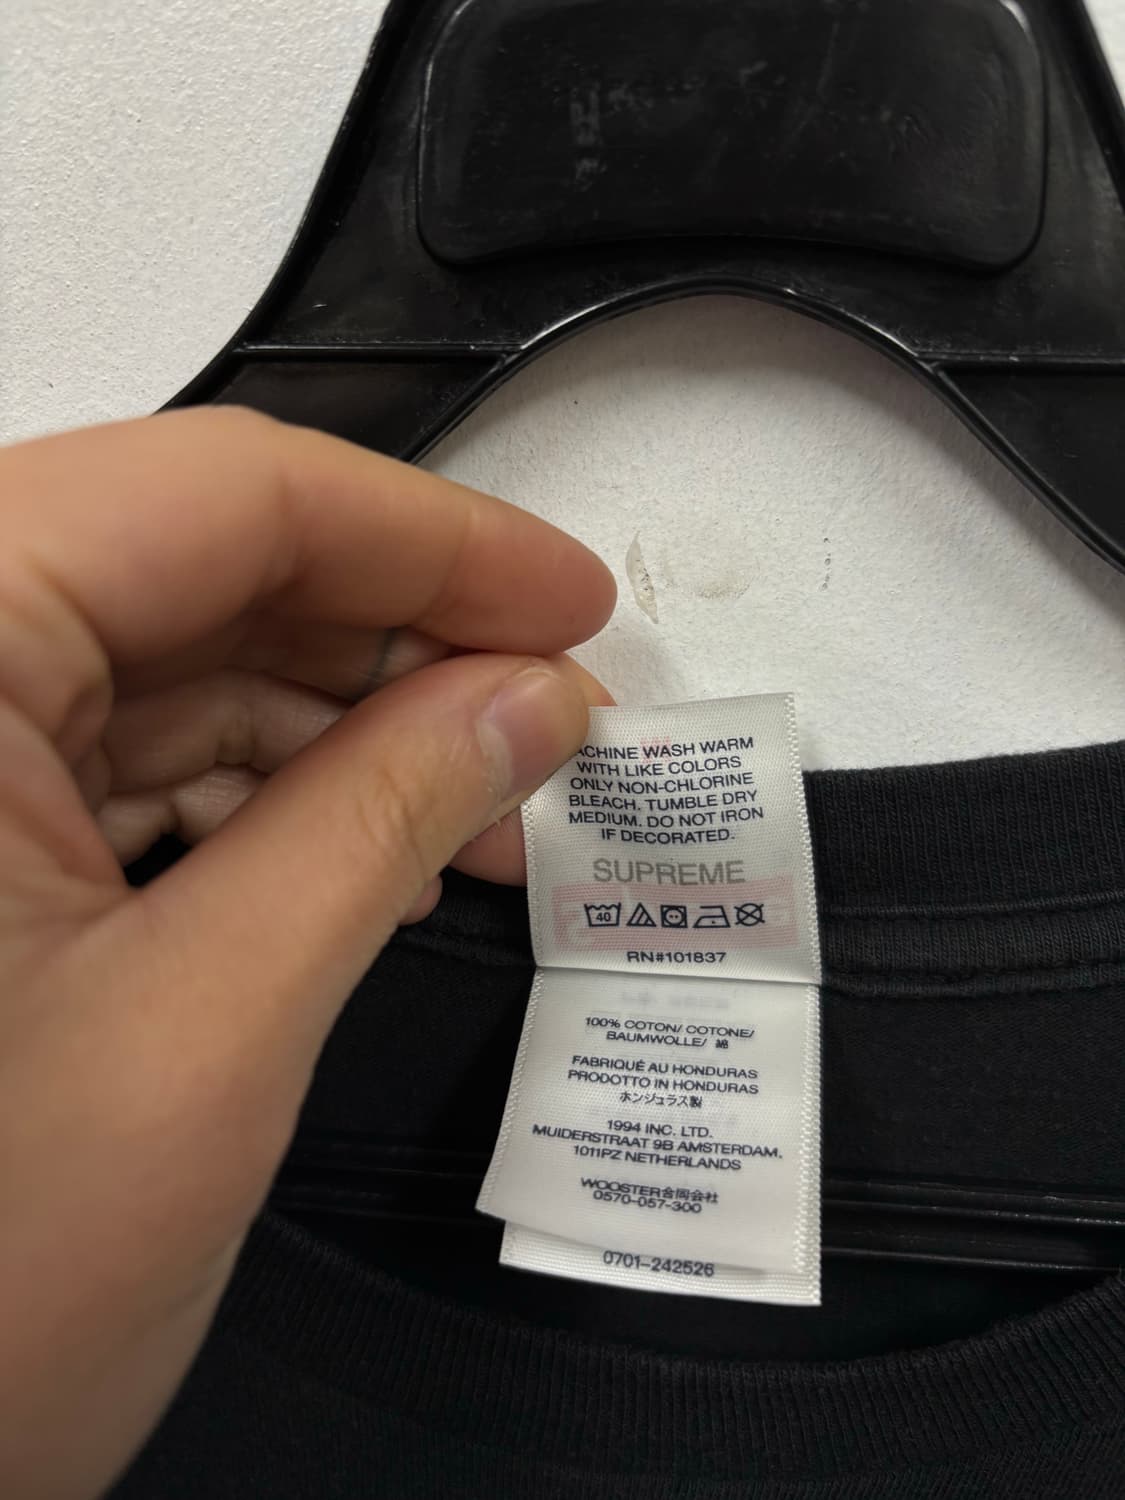 ACHINE WASH WARM
WITH LIKE COLORS
ONLY NON-CHLORINE
BLEACH. TUMBLE DRY
MEDIUM. DO NOT IRON
IF DECORATED.
SUPREME
40
RN#101837
100% COTON/ COTONE/
BAUMWOLLE/ 綿
FABRIQUÉ AU HONDURAS
PRODOTTO IN HONDURAS
ホンジュラス製
1994 INC. LTD.
MUIDERSTRAAT 9B AMSTERDAM,
1011PZ NETHERLANDS
WOOSTER合同会社
0570-057-300
0701-242526